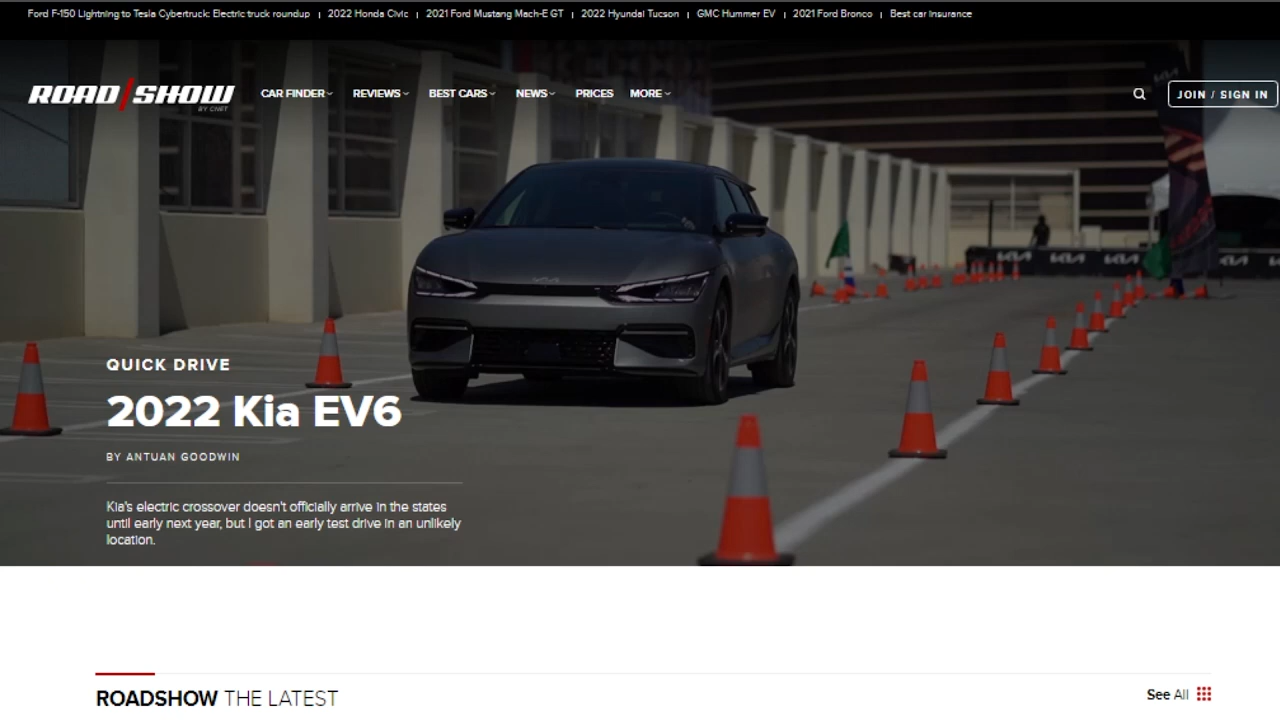 Ford F-150 Lightning to Tesla Cybertruck: Electric truck roundup | 2022 Honda Civic | 2021 Ford Mustang Mach-E GT | 2022 Hyundai Tucson | GMC Hummer EV | 2021 Ford Bronco | Best car insurance
ROAD/SHOW CAR FINDER REVIEWS BEST CARS NEWS PRICES MORE JOIN / SIGN IN
BY CNET
QUICK DRIVE
2022 Kia EV6
BY ANTUAN GOODWIN
Kia's electric crossover doesn't officially arrive in the states
until early next year, but I got an early test drive in an unlikely
location.
ROADSHOW THE LATEST See All